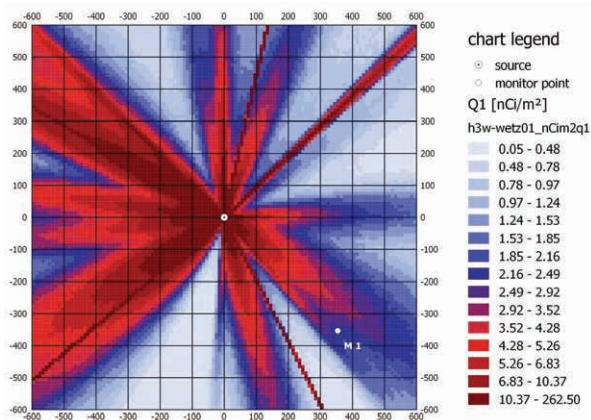 -600 -500 -400 -300 -200 -100 0 100 200 300 400 500 600
600 600
500 500
400 400
300 300
200 200
100 100
0 0
-100 -100
-200 -200
-300 -300
-400 -400
-500 -500
-600 -600
-600 -500 -400 -300 -200 -100 0 100 200 300 400 500 600
M 1
chart legend
source
monitor point
Q1 [nCi/m²]
h3w-wetz01_nCim2q1
0.05 - 0.48
0.48 - 0.78
0.78 - 0.97
0.97 - 1.24
1.24 - 1.53
1.53 - 1.85
1.85 - 2.16
2.16 - 2.49
2.49 - 2.92
2.92 - 3.52
3.52 - 4.28
4.28 - 5.26
5.26 - 6.83
6.83 - 10.37
10.37 - 262.50